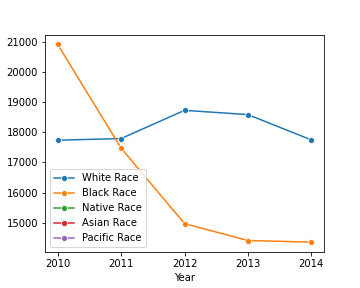 21000
20000
19000
18000
17000
16000
15000
White Race
Black Race
Native Race
Asian Race
Pacific Race
2010 2011 2012 2013 2014
Year